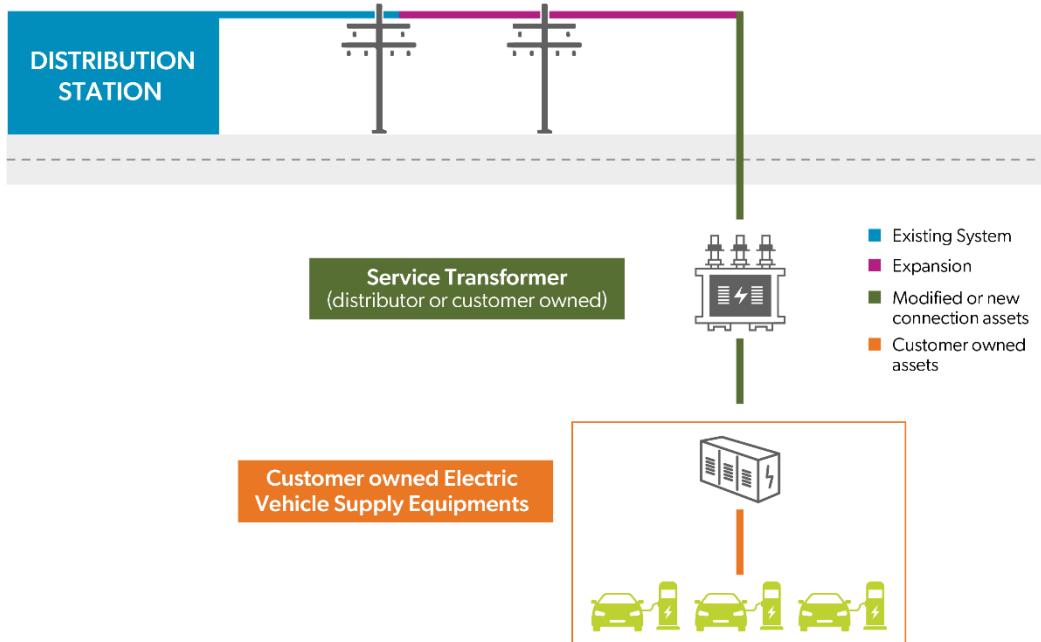 DISTRIBUTION
STATION
Existing System
Expansion
Modified or new
connection assets
Customer owned
assets
Service Transformer
(distributor or customer owned)
Customer owned Electric
Vehicle Supply Equipments